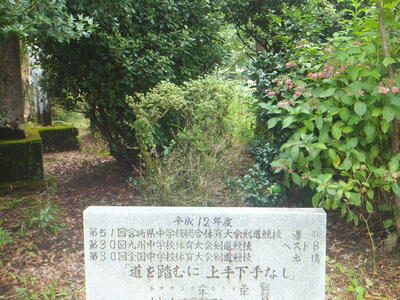 平成12年度
第51回宮崎県中学校総合体育大会剣道競技
第30回九州中学校体育大会剣道競技 ベスト8
第30回全国中学校体育大会剣道競技 出場
「道を踏むに 上手下手なし」